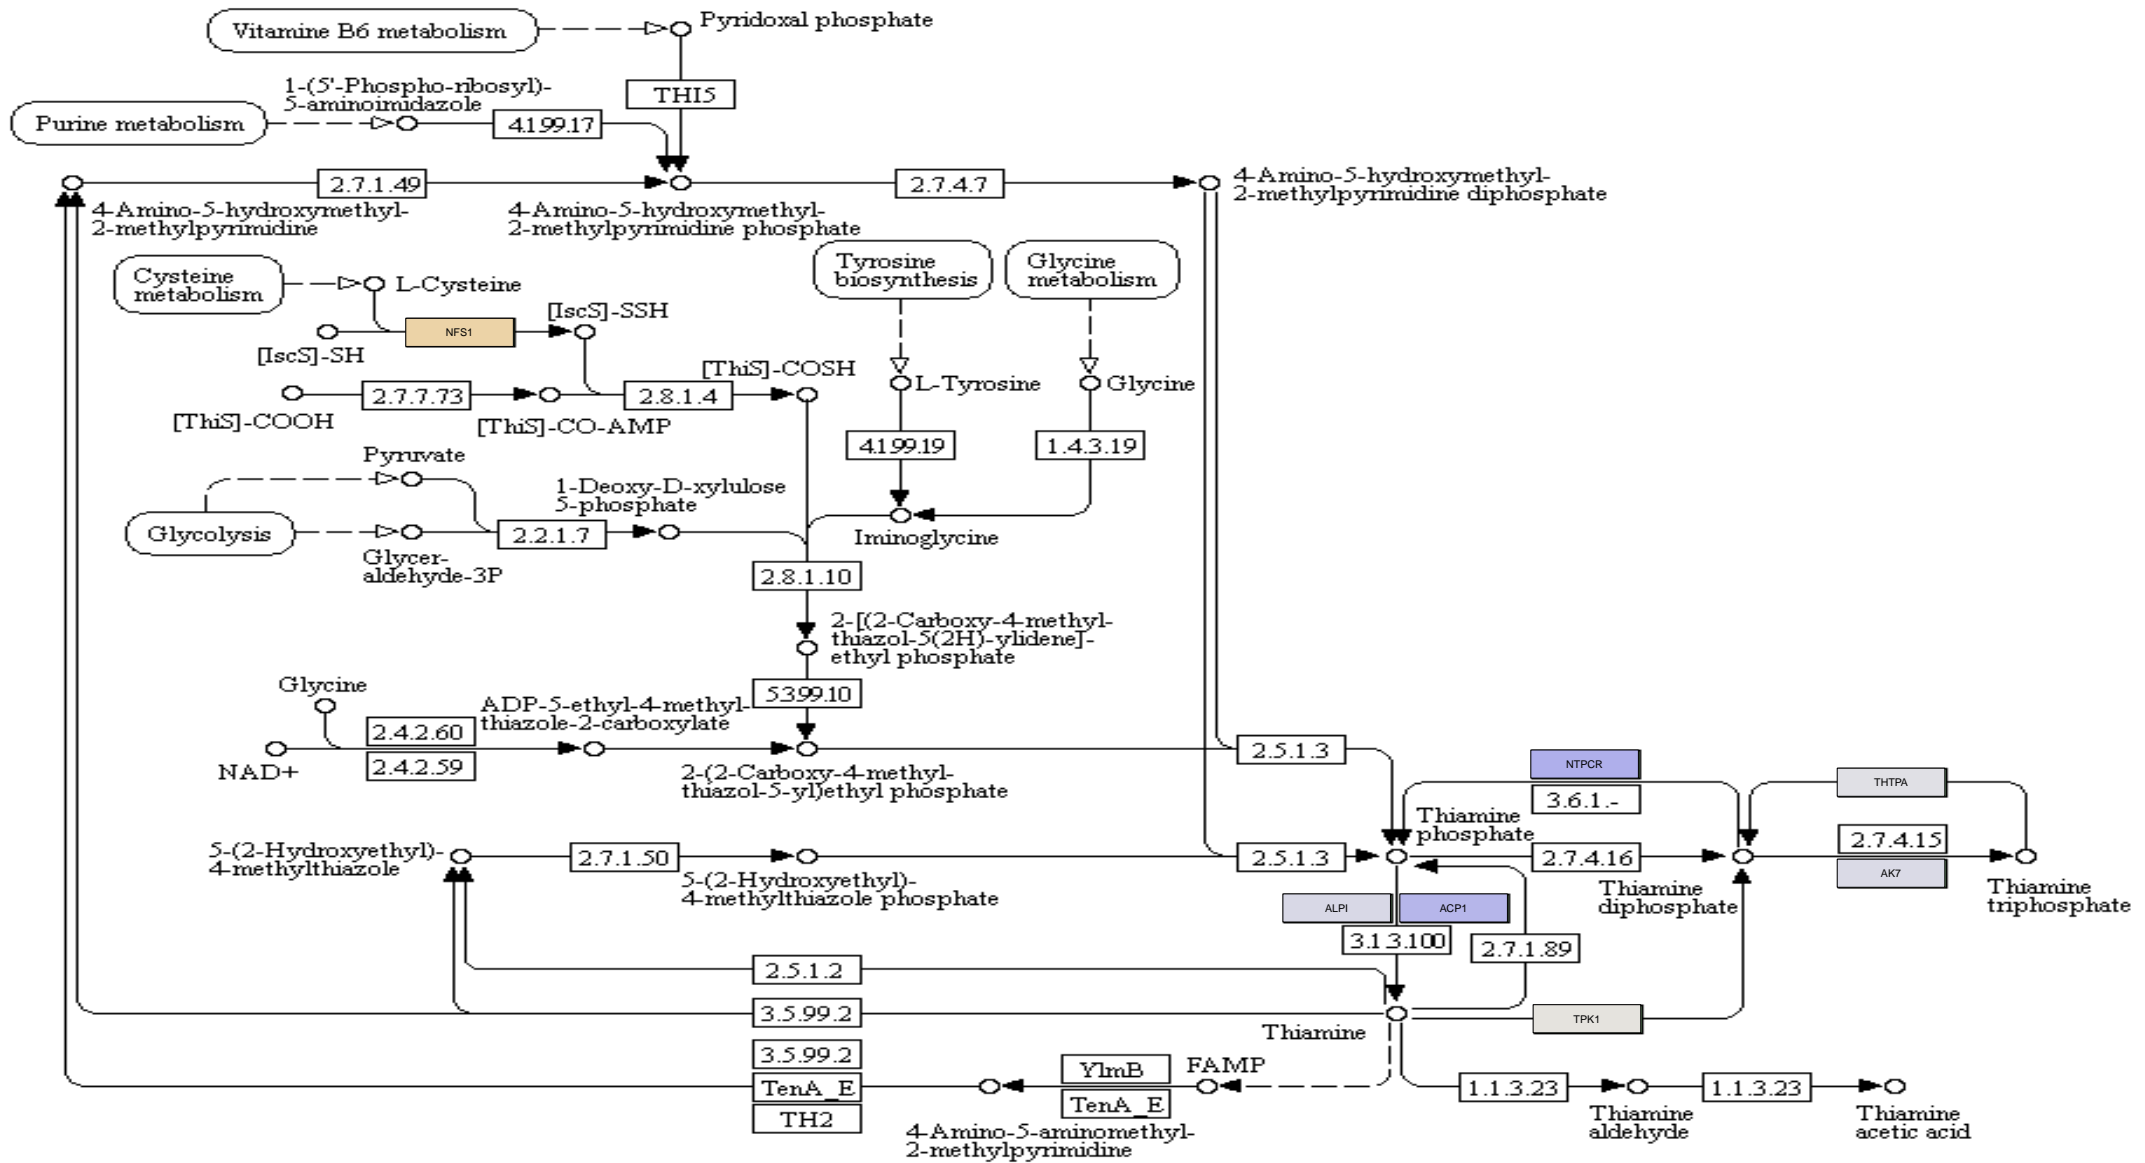 Vitamine B6 metabolism
Pyridoxal phosphate
1-(5'-Phospho-ribosyl)-
5-aminoimidazole
THI5
Purine metabolism
4.1.99.17
2.7.1.49
2.7.4.7
4-Amino-5-hydroxymethyl-
2-methylpyrimidine diphosphate
4-Amino-5-hydroxymethyl-
2-methylpyrimidine
4-Amino-5-hydroxymethyl-
2-methylpyrimidine phosphate
Cysteine
metabolism
L-Cysteine
Tyrosine
biosynthesis
Glycine
metabolism
[IscS]-SSH
NFS1
[IscS]-SH
[ThiS]-COSH
L-Tyrosine
Glycine
2.7.7.73
2.8.1.4
[ThiS]-COOH
[ThiS]-CO-AMP
4.1.99.19
1.4.3.19
Pyruvate
1-Deoxy-D-xylulose
5-phosphate
Glycolysis
2.2.1.7
Iminoglycine
Glycer-
aldehyde-3P
2.8.1.10
2-[(2-Carboxy-4-methyl-
thiazol-5(2H)-ylidene]-
ethyl phosphate
Glycine
5.3.99.10
ADP-5-ethyl-4-methyl-
thiazole-2-carboxylate
2.4.2.60
2.4.2.59
NAD+
2-(2-Carboxy-4-methyl-
thiazol-5-yl)ethyl phosphate
2.5.1.3
NTPCR
3.6.1.-
THTPA
Thiamine
phosphate
5-(2-Hydroxyethyl)-
4-methylthiazole
2.7.1.50
5-(2-Hydroxyethyl)-
4-methylthiazole phosphate
2.5.1.3
2.7.4.16
2.7.4.15
AK7
Thiamine
diphosphate
Thiamine
triphosphate
ALPI
ACP1
3.1.3.100
2.7.1.89
2.5.1.2
3.5.99.2
Thiamine
TPK1
3.5.99.2
TenA_E
TH2
YlmB
TenA_E
FAMP
4-Amino-5-aminomethyl-
2-methylpyrimidine
1.1.3.23
1.1.3.23
Thiamine
aldehyde
Thiamine
acetic acid